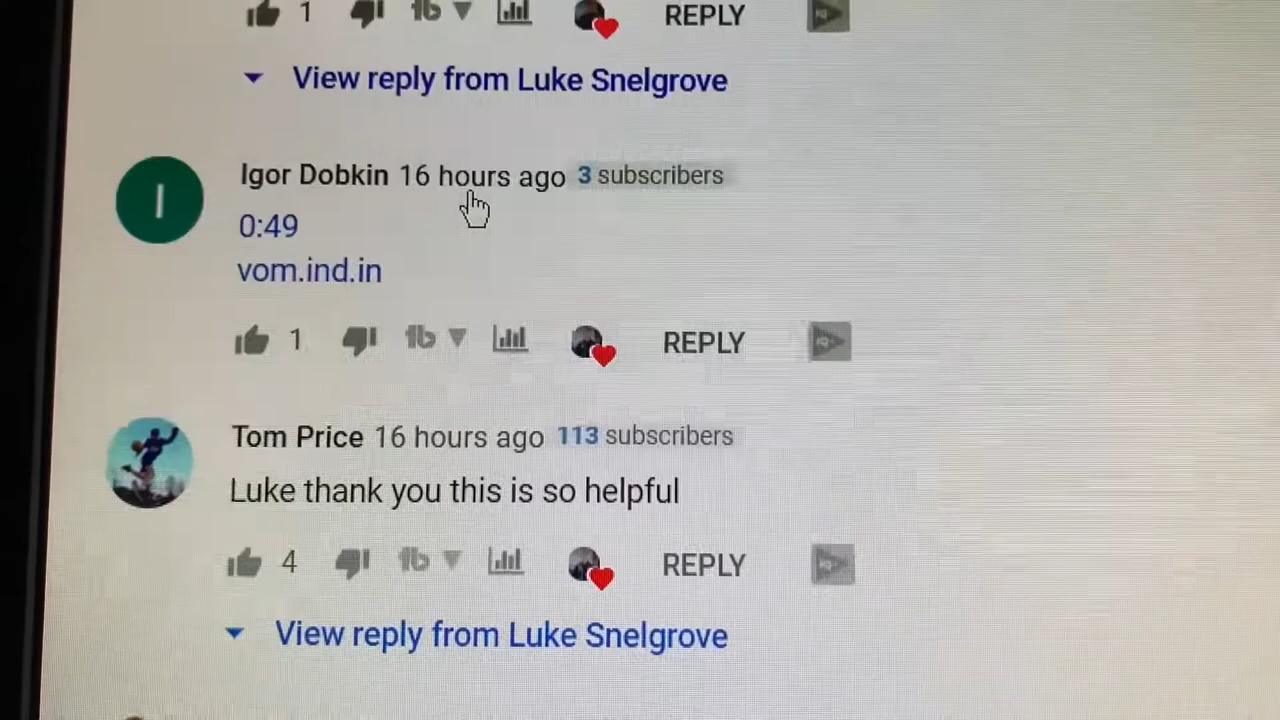 1 REPLY
View reply from Luke Snelgrove
Igor Dobkin 16 hours ago 3 subscribers
I
0:49
vom.ind.in
1 REPLY
Tom Price 16 hours ago 113 subscribers
Luke thank you this is so helpful
4 REPLY
View reply from Luke Snelgrove